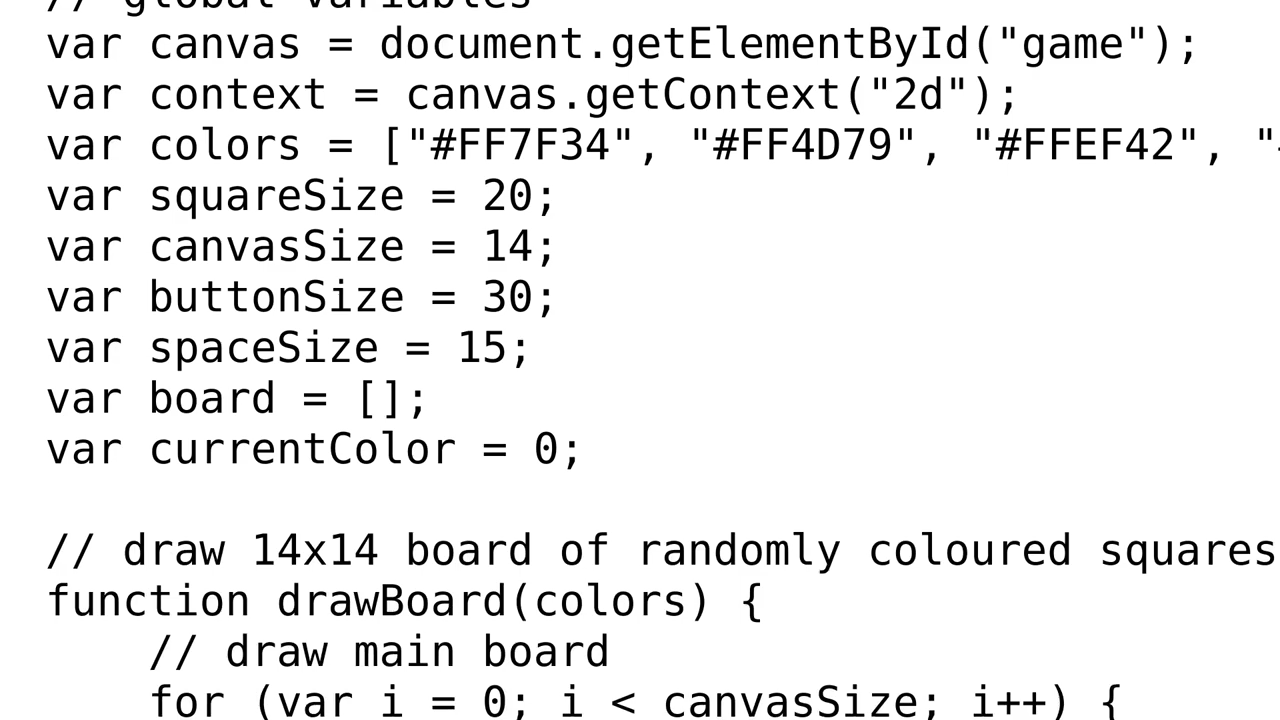 // global variables
var canvas = document.getElementById("game");
var context = canvas.getContext("2d");
var colors = ["#FF7F34", "#FF4D79", "#FFEF42", "
var squareSize = 20;
var canvasSize = 14;
var buttonSize = 30;
var spaceSize = 15;
var board = [];
var currentColor = 0;

// draw 14x14 board of randomly coloured squares
function drawBoard(colors) {
    // draw main board
    for (var i = 0; i < canvasSize; i++) {